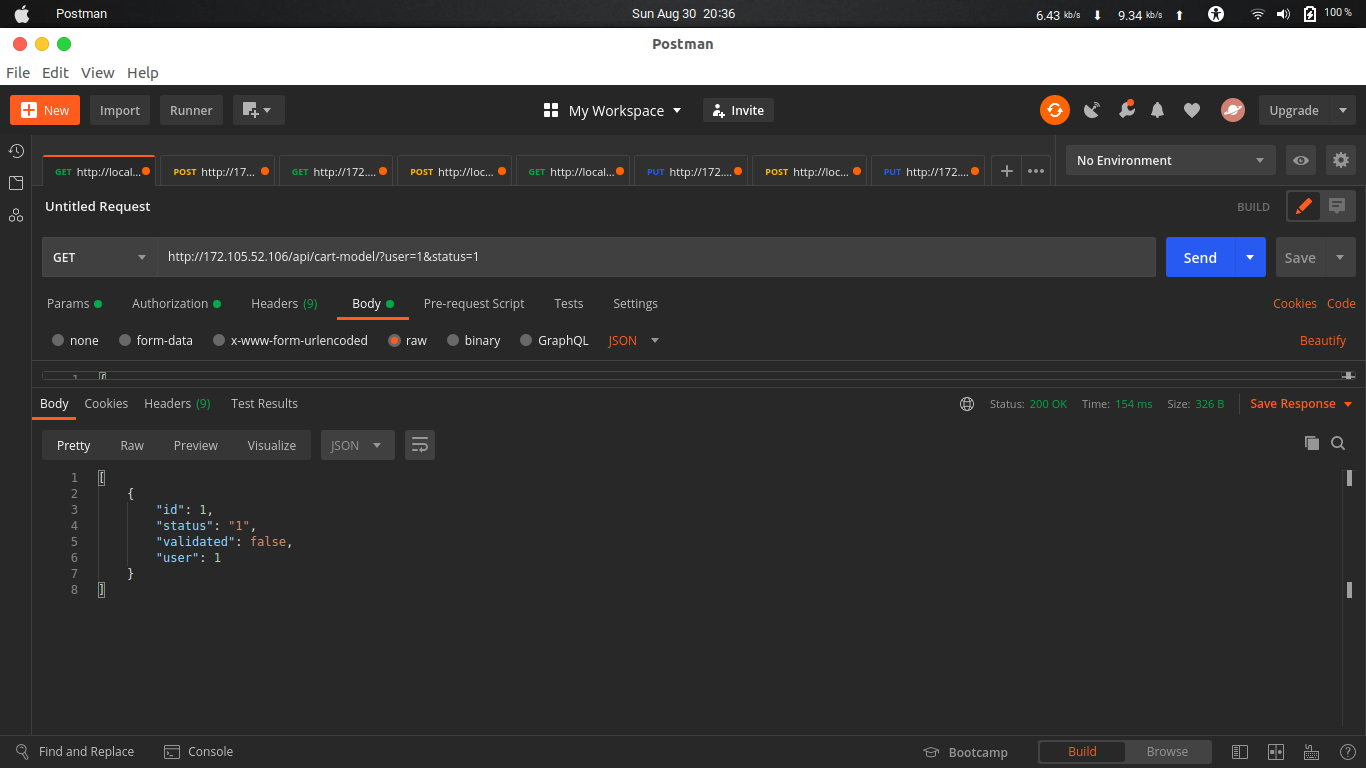 Postman Sun Aug 30 20:36 6.43 kb/s 9.34 kb/s 100 %
Postman
File Edit View Help
New Import Runner My Workspace Invite Upgrade
GET http://local... POST http://17... GET http://172.... POST http://loc... GET http://local... PUT http://172.... POST http://loc... PUT http://172.... No Environment
Untitled Request BUILD
GET http://172.105.52.106/api/cart-model/?user=1&status=1 Send Save
Params Authorization Headers (9) Body Pre-request Script Tests Settings Cookies Code
none form-data x-www-form-urlencoded raw binary GraphQL JSON Beautify
1 [
Body Cookies Headers (9) Test Results Status: 200 OK Time: 154 ms Size: 326 B Save Response
Pretty Raw Preview Visualize JSON
1 [
2 {
3 "id": 1,
4 "status": "1",
5 "validated": false,
6 "user": 1
7 }
8 ]
Find and Replace Console Bootcamp Build Browse